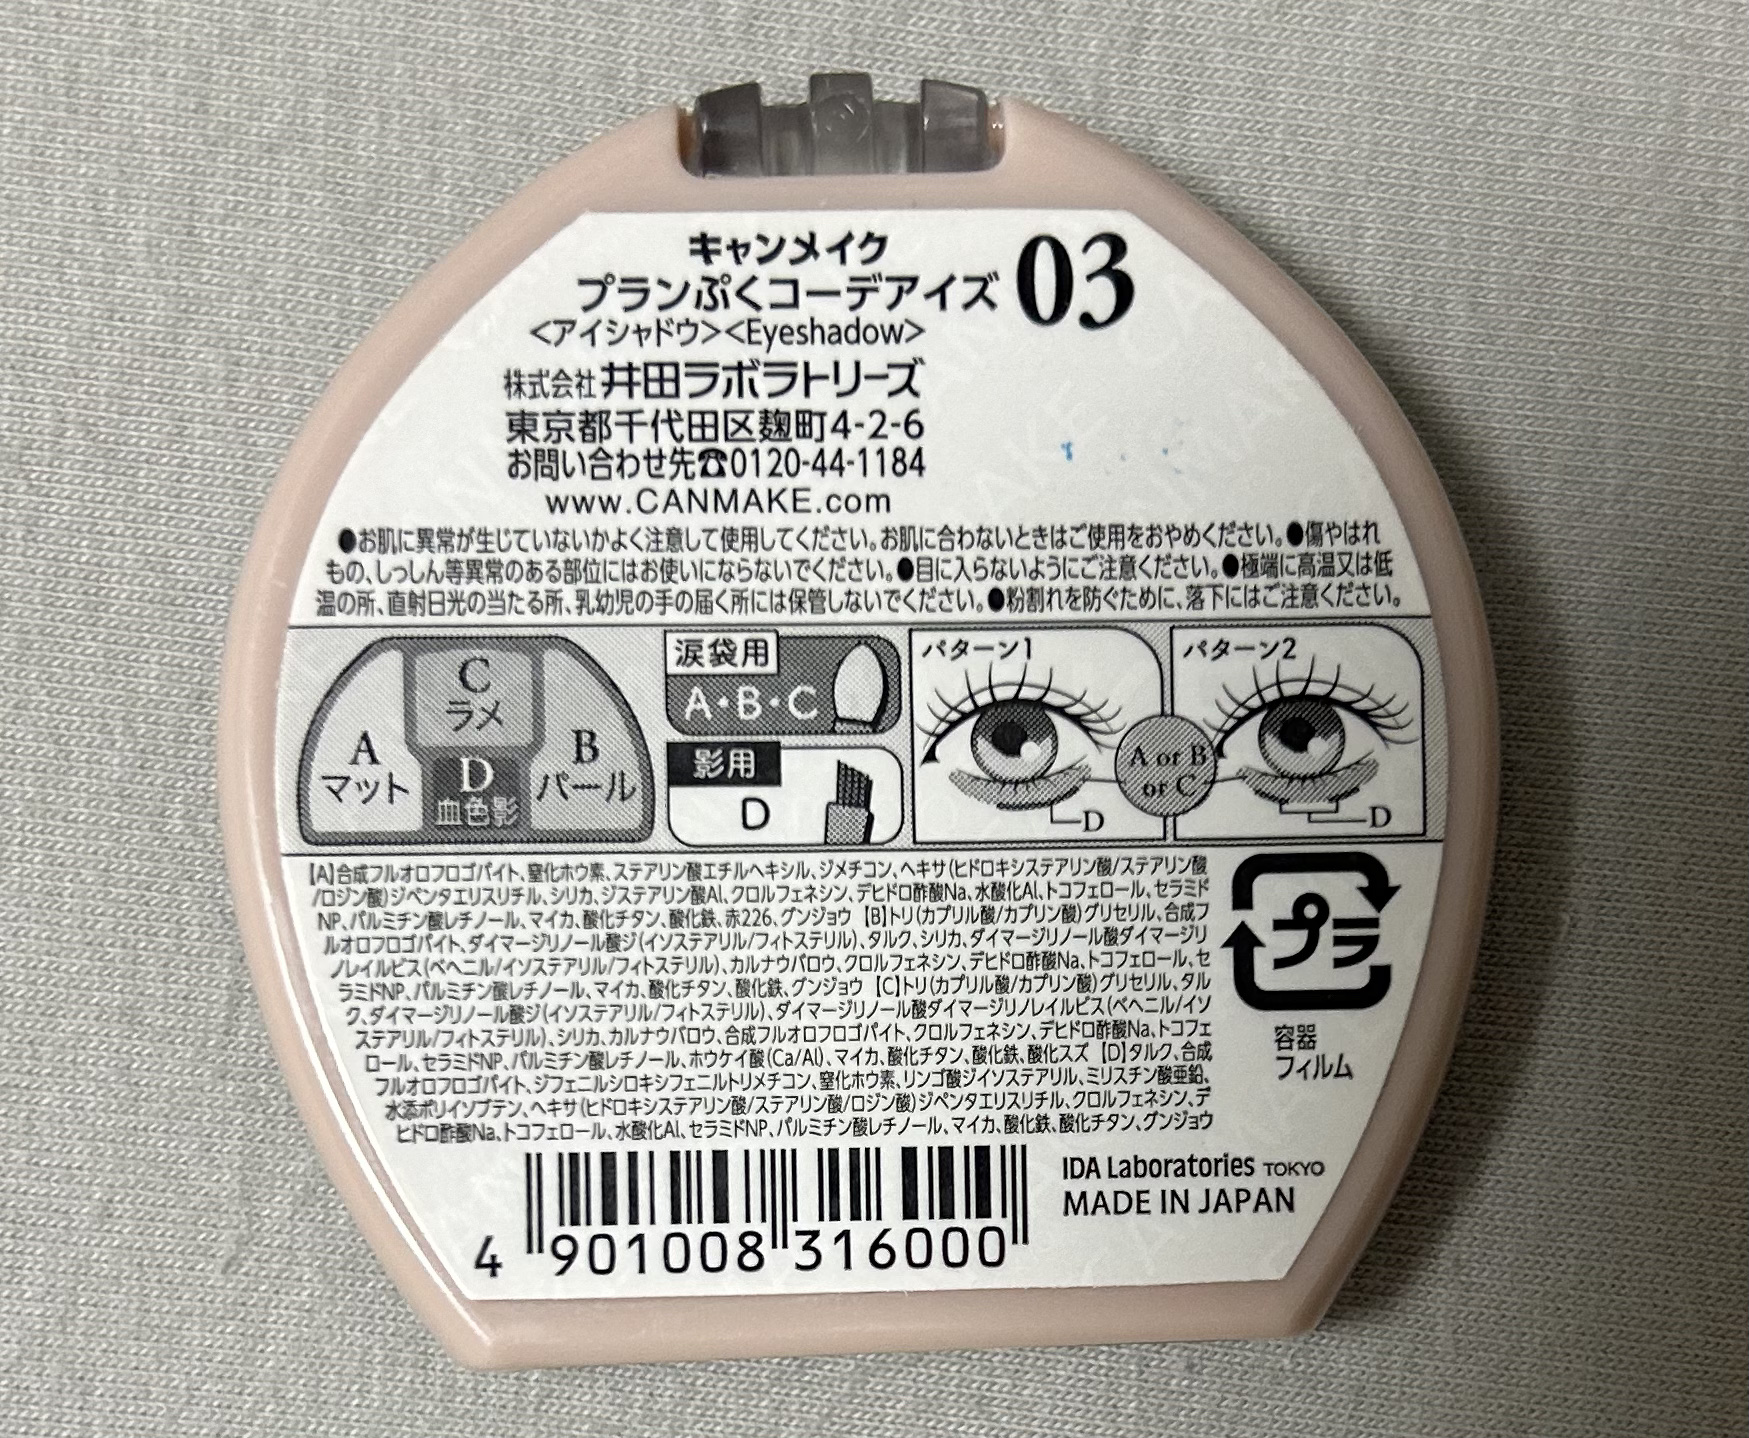 キャンメイク
プランぷくコーデアイズ 03
<アイシャドウ><Eyeshadow>
株式会社 井田ラボラトリーズ
東京都千代田区麹町4-2-6
お問い合わせ先☎0120-44-1184
www.CANMAKE.com
●お肌に異常が生じていないかよく注意して使用してください。お肌に合わないときはご使用をおやめください。●傷やはれ
もの、しっしん等異常のある部位にはお使いにならないでください。●目に入らないようにご注意ください。●極端に高温又は低
温の所、直射日光の当たる所、乳幼児の手の届く所には保管しないでください。●粉割れを防ぐために、落下にはご注意ください。
A
マット
C
ラメ
D
血色影
B
パール
涙袋用
A・B・C
影用
D
パターン1
D
A or B
or C
パターン2
D
【A】合成フルオロフロゴパイト、窒化ホウ素、ステアリン酸エチルヘキシル、ジメチコン、ヘキサ(ヒドロキシステアリン酸/ステアリン酸
/ロジン酸)ジペンタエリスリチル、シリカ、ジステアリン酸Al、クロルフェネシン、デヒドロ酢酸Na、水酸化Al、トコフェロール、セラミド
NP、パルミチン酸レチノール、マイカ、酸化チタン、酸化鉄、赤226、グンジョウ 【B】トリ(カプリル酸/カプリン酸)グリセリル、合成フ
ルオロフロゴパイト、ダイマージリノール酸ジ(イソステアリル/フィトステリル)、タルク、シリカ、ダイマージリノール酸ダイマージリ
ノレイルビス(ベヘニル/イソステアリル/フィトステリル)、カルナウバロウ、クロルフェネシン、デヒドロ酢酸Na、トコフェロール、セ
ラミドNP、パルミチン酸レチノール、マイカ、酸化チタン、酸化鉄、グンジョウ 【C】トリ(カプリル酸/カプリン酸)グリセリル、タル
ク、ダイマージリノール酸ジ(イソステアリル/フィトステリル)、ダイマージリノール酸ダイマージリノレイルビス(ベヘニル/イソ
ステアリル/フィトステリル)、シリカ、カルナウバロウ、合成フルオロフロゴパイト、クロルフェネシン、デヒドロ酢酸Na、トコフェ
ロール、セラミドNP、パルミチン酸レチノール、ホウケイ酸(Ca/Al)、マイカ、酸化チタン、酸化鉄、酸化スズ 【D】タルク、合成
フルオロフロゴパイト、ジフェニルシロキシフェニルトリメチコン、窒化ホウ素、リンゴ酸ジイソステアリル、ミリスチン酸亜鉛、
水添ポリイソブテン、ヘキサ(ヒドロキシステアリン酸/ステアリン酸/ロジン酸)ジペンタエリスリチル、クロルフェネシン、デ
ヒドロ酢酸Na、トコフェロール、水酸化Al、セラミドNP、パルミチン酸レチノール、マイカ、酸化鉄、酸化チタン、グンジョウ
プラ
容器
フィルム
4 901008 316000
IDA Laboratories TOKYO
MADE IN JAPAN